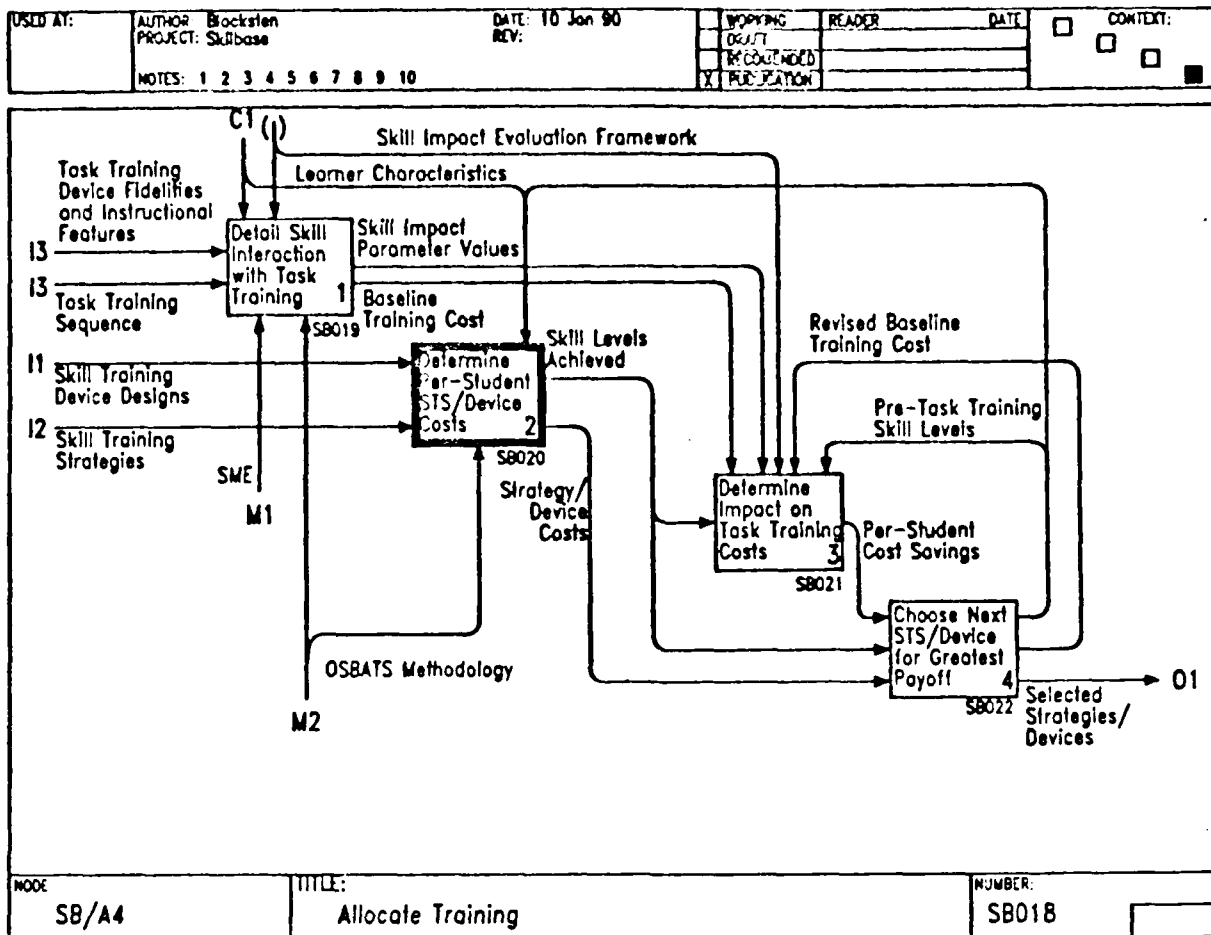 USED AT:
AUTHOR Blocksten
PROJECT: Skillbase
DATE: 10 Jan 90
REV:
NOTES: 1 2 3 4 5 6 7 8 9 10
WORKING
DRAFT
RECOMENDED
X PUBLICATION
READER DATE
CONTEXT:
C1 ()
Skill Impact Evaluation Framework
Learner Characteristics
Task Training
Device Fidelities
and Instructional
Features
I3
I3
Task Training
Sequence
Detail Skill
Interaction
with Task
Training 1
SB019
Skill Impact
Parameter Values
Baseline
Training Cost
I1
Skill Training
Device Designs
I2
Skill Training
Strategies
Determine
Per-Student
STS/Device
Costs 2
SB020
Skill Levels
Achieved
Revised Baseline
Training Cost
Pre-Task Training
Skill Levels
SME
M1
Strategy/
Device
Costs
Determine
Impact on
Task Training
Costs 3
SB021
Per-Student
Cost Savings
Choose Next
STS/Device
for Greatest
Payoff 4
SB022
OSBATS Methodology
M2
O1
Selected
Strategies/
Devices
NODE
SB/A4
TITLE:
Allocate Training
NUMBER:
SB018